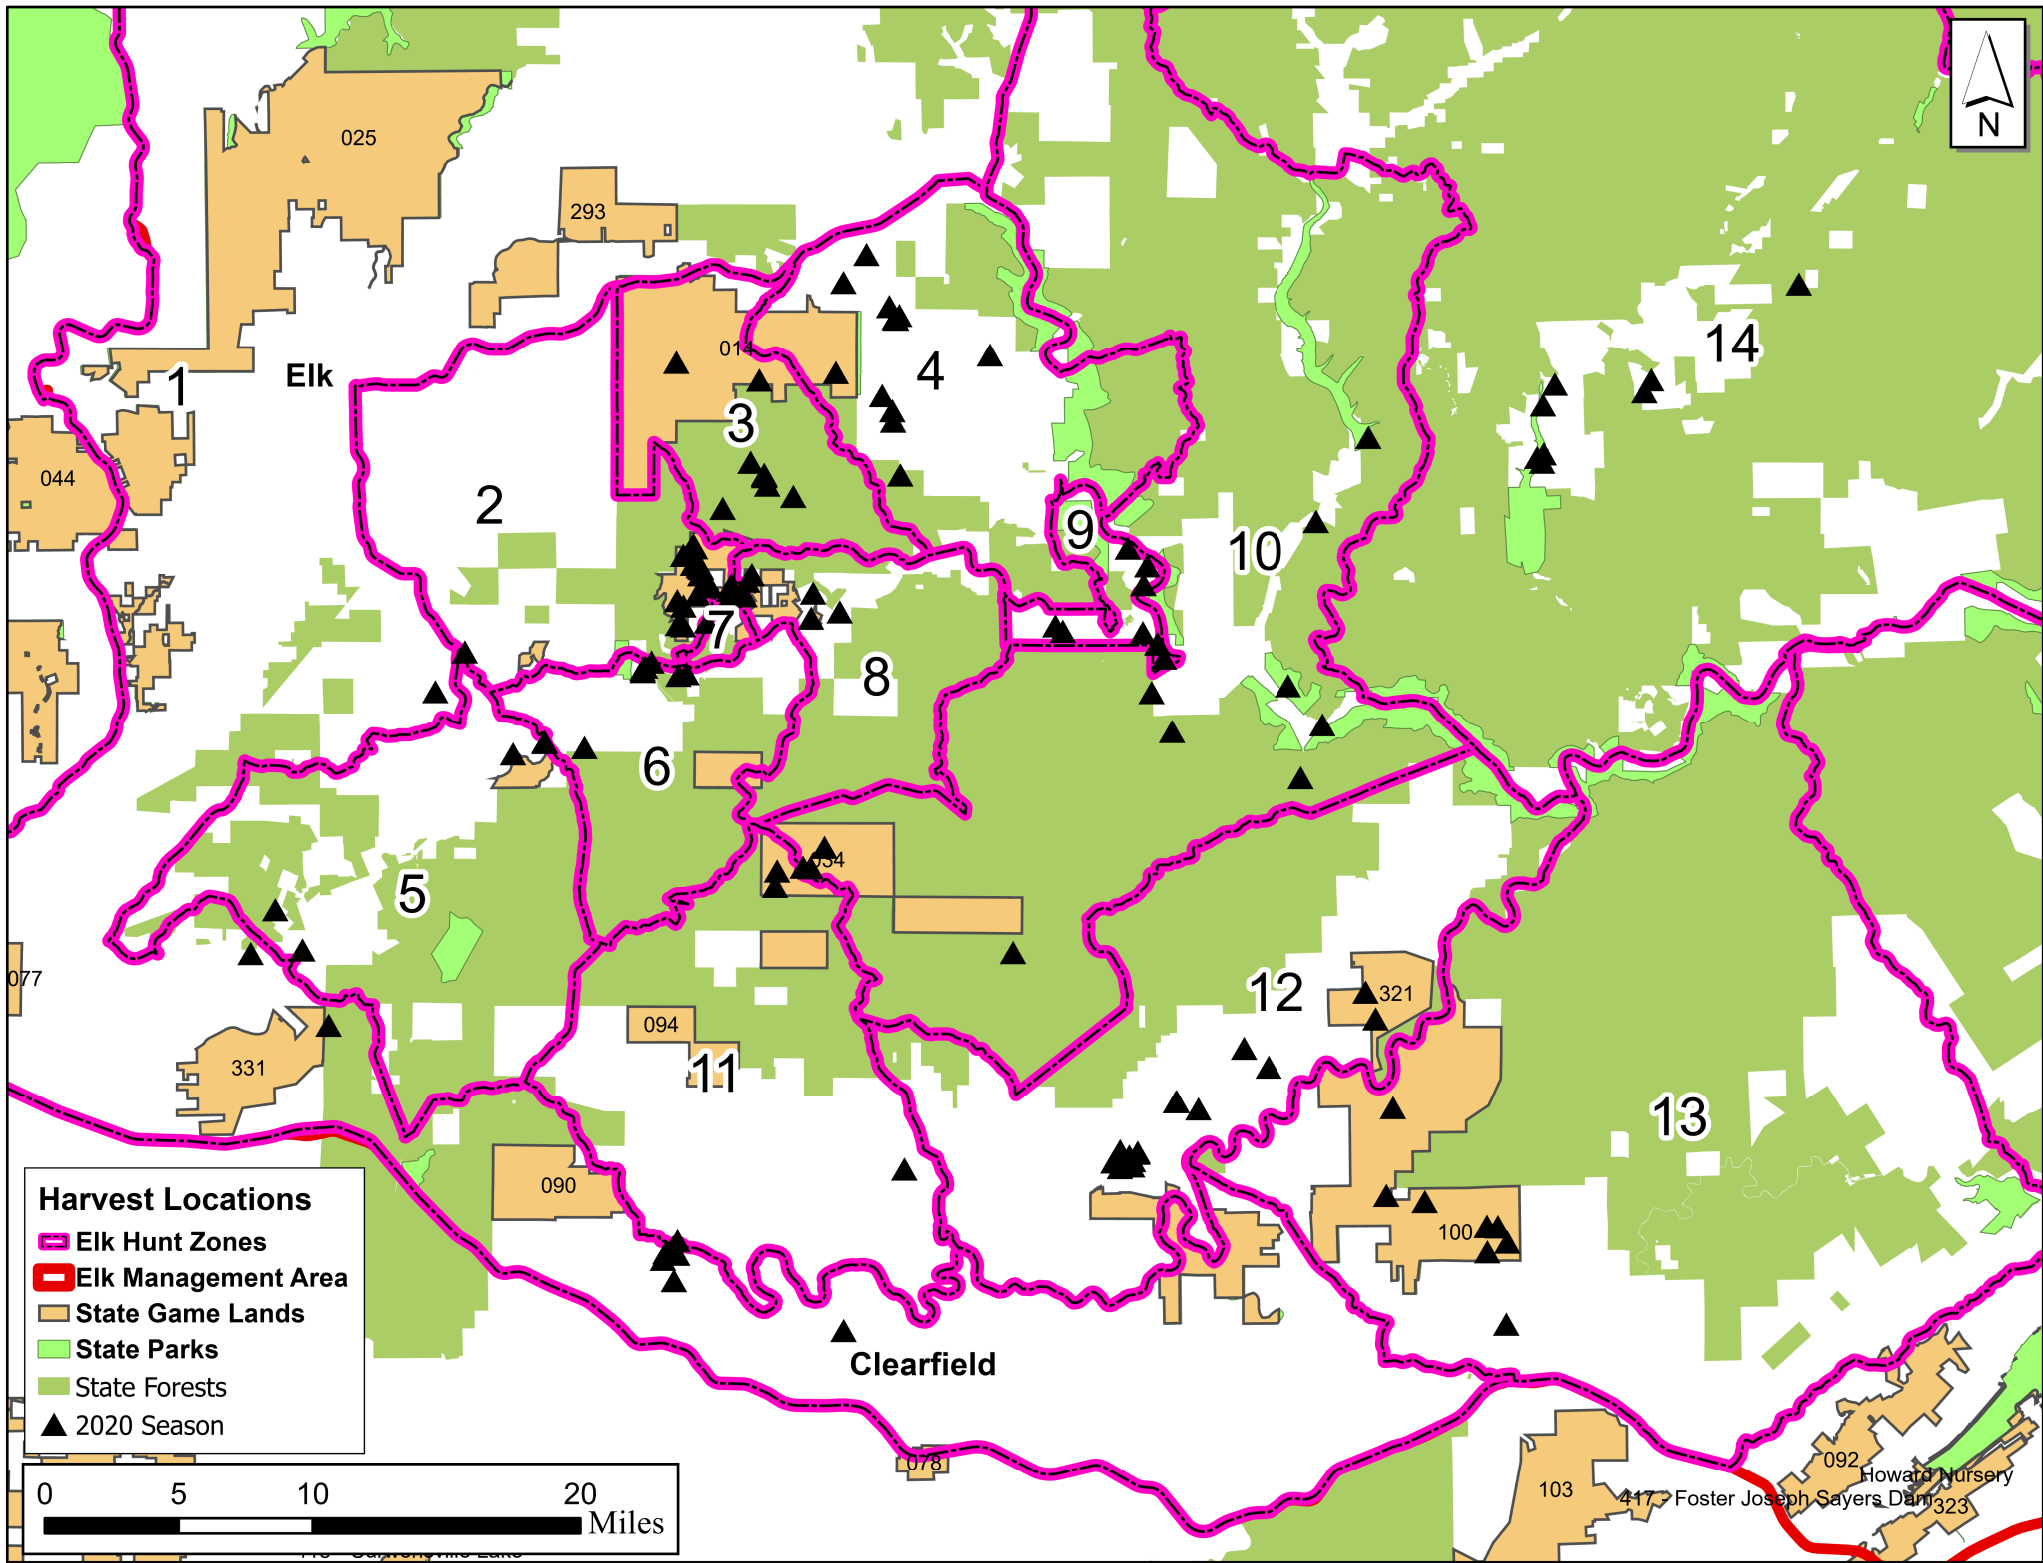 N
025
293
014
14
4
1
Elk
3
044
2
9
10
7
8
6
034
5
077
12
321
094
331
11
13
090
100
Harvest Locations
Elk Hunt Zones
Elk Management Area
State Game Lands
State Parks
State Forests
2020 Season
Clearfield
078
092
Howard Nursery
103
417 - Foster Joseph Sayers Dam
323
0 5 10 20
Miles